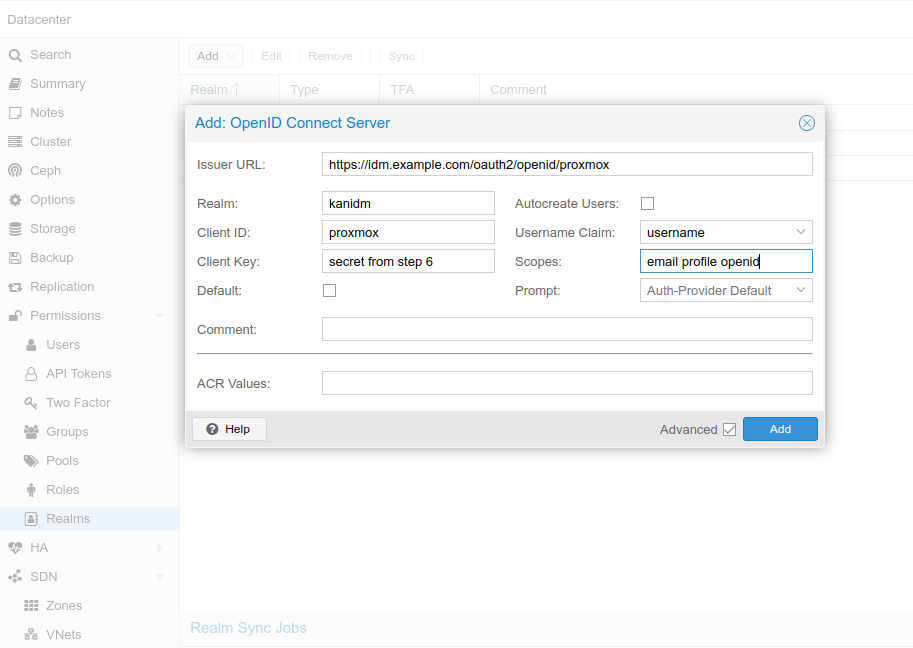 Datacenter
Search
Summary
Notes
Cluster
Ceph
Options
Storage
Backup
Replication
Permissions
Users
API Tokens
Two Factor
Groups
Pools
Roles
Realms
HA
SDN
Zones
VNets
Add Edit Remove Sync
Realm Type TFA Comment
Add: OpenID Connect Server
Issuer URL: https://idm.example.com/oauth2/openid/proxmox
Realm: kanidm Autocreate Users:
Client ID: proxmox Username Claim: username
Client Key: secret from step 6 Scopes: email profile openid
Default: Prompt: Auth-Provider Default
Comment:
ACR Values:
Help Advanced Add
Realm Sync Jobs